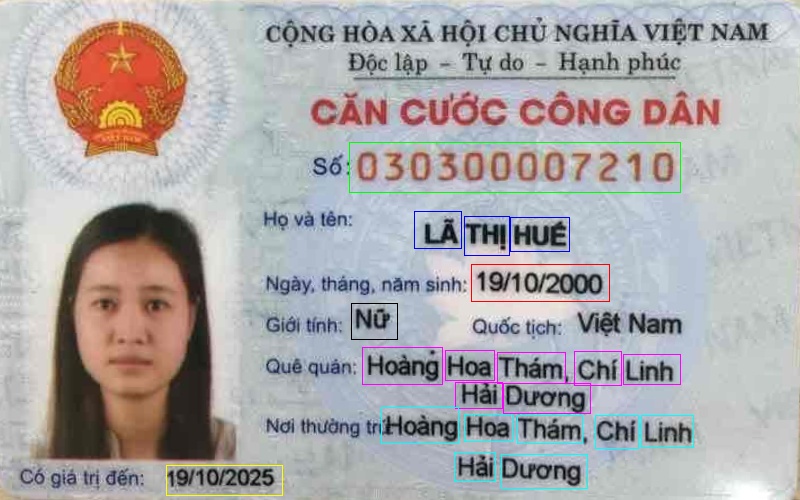 CỘNG HÒA XÃ HỘI CHỦ NGHĨA VIỆT NAM
Độc lập - Tự do - Hạnh phúc
CĂN CƯỚC CÔNG DÂN
Số: 030300007210
Họ và tên: LÃ THỊ HUẾ
Ngày, tháng, năm sinh: 19/10/2000
Giới tính: Nữ Quốc tịch: Việt Nam
Quê quán: Hoàng Hoa Thám, Chí Linh
Hải Dương
Nơi thường trú: Hoàng Hoa Thám, Chí Linh
Hải Dương
Có giá trị đến: 19/10/2025